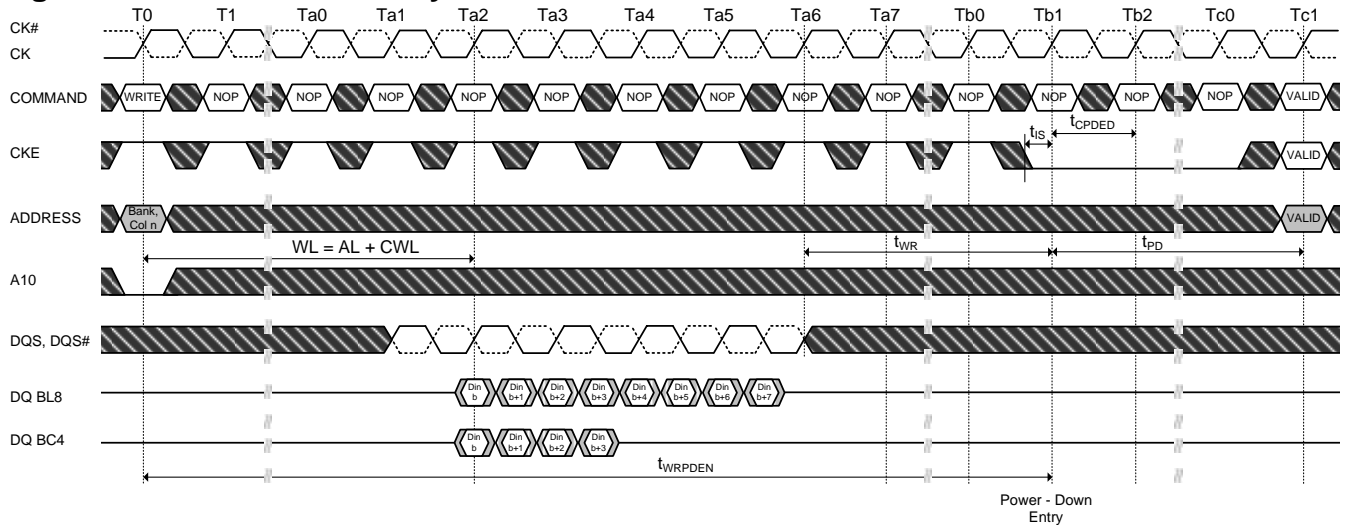 T0 T1 Ta0 Ta1 Ta2 Ta3 Ta4 Ta5 Ta6 Ta7 Tb0 Tb1 Tb2 Tc0 Tc1
CK#
CK
COMMAND WRITE NOP NOP NOP NOP NOP NOP NOP NOP NOP NOP NOP NOP NOP VALID
tIS tCPDED
CKE VALID
ADDRESS Bank, Col n VALID
WL = AL + CWL tWR tPD
A10
DQS, DQS#
DQ BL8 Din b Din b+1 Din b+2 Din b+3 Din b+4 Din b+5 Din b+6 Din b+7
DQ BC4 Din b Din b+1 Din b+2 Din b+3
tWRPDEN
Power - Down
Entry